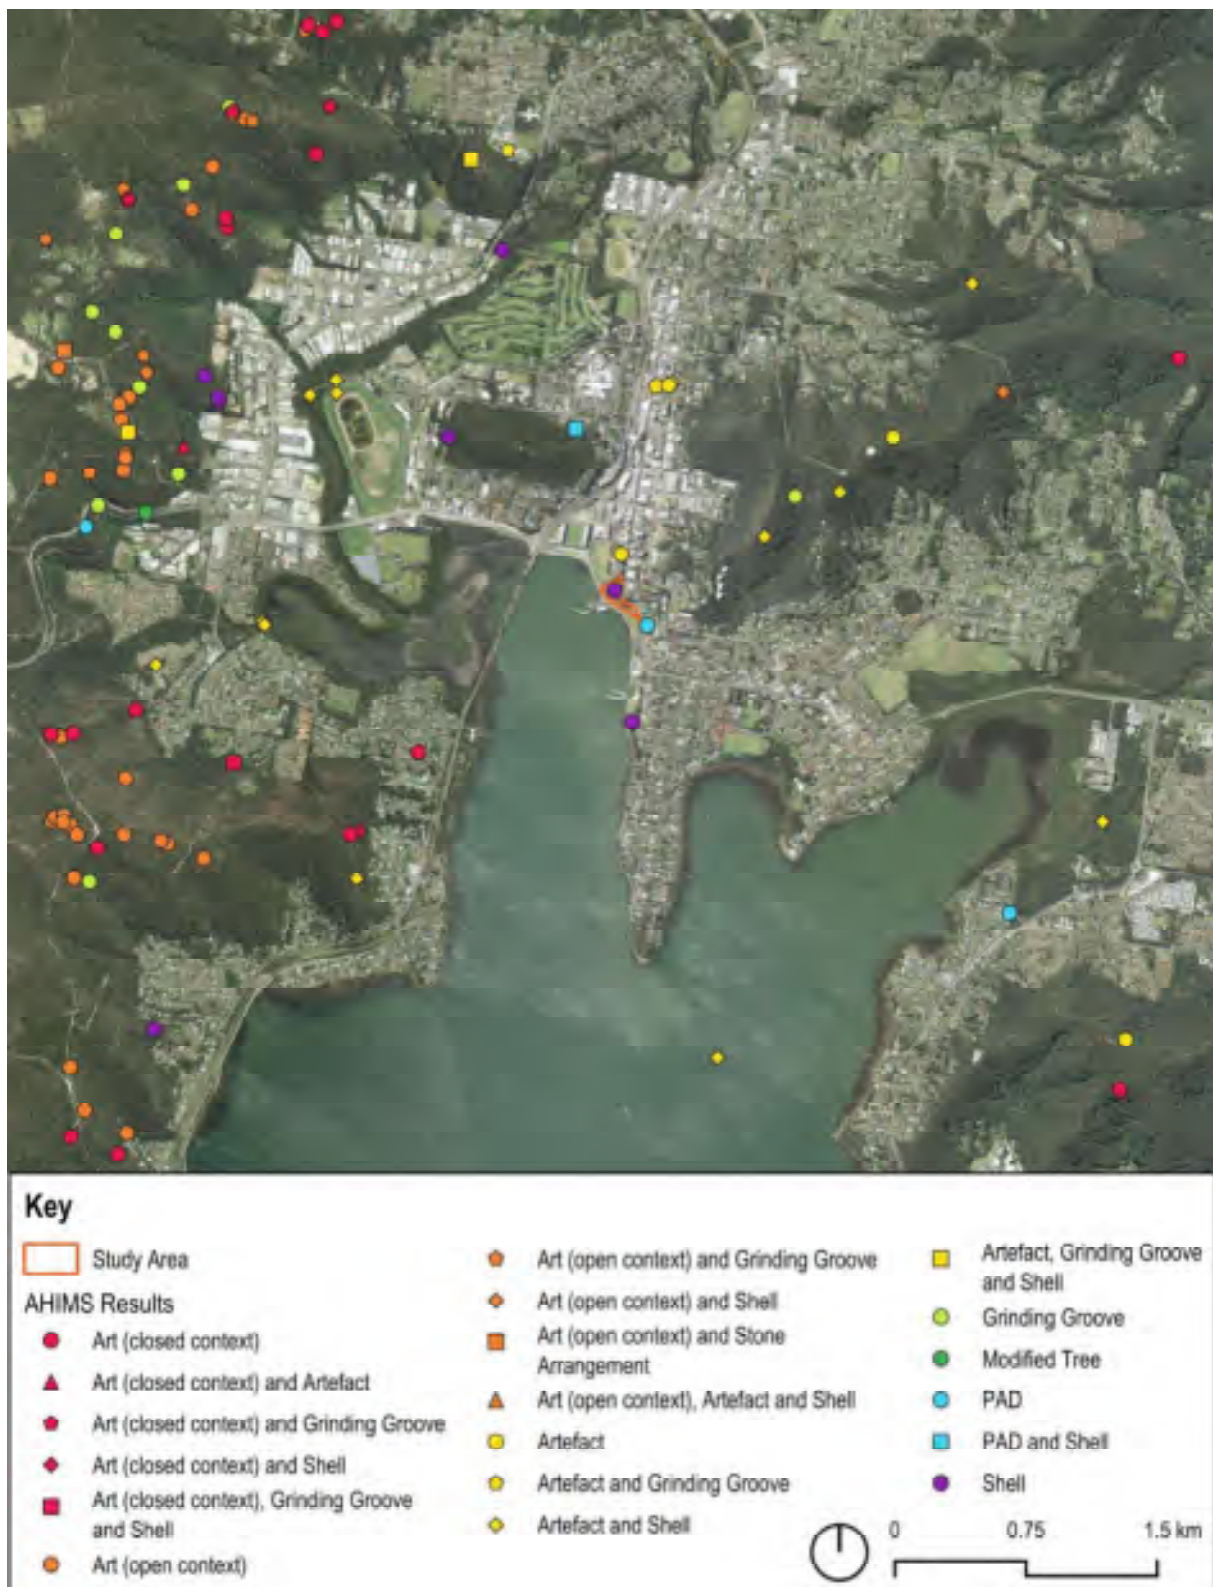 Key
Study Area
AHIMS Results
Art (closed context)
Art (closed context) and Artefact
Art (closed context) and Grinding Groove
Art (closed context) and Shell
Art (closed context), Grinding Groove
and Shell
Art (open context)
Art (open context) and Grinding Groove
Art (open context) and Shell
Art (open context) and Stone
Arrangement
Art (open context), Artefact and Shell
Artefact
Artefact and Grinding Groove
Artefact and Shell
Artefact, Grinding Groove
and Shell
Grinding Groove
Modified Tree
PAD
PAD and Shell
Shell
0 0.75 1.5 km